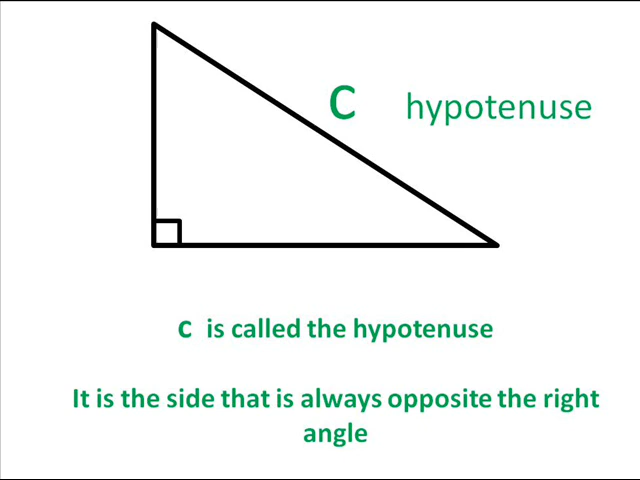 c hypotenuse
c is called the hypotenuse
It is the side that is always opposite the right
angle